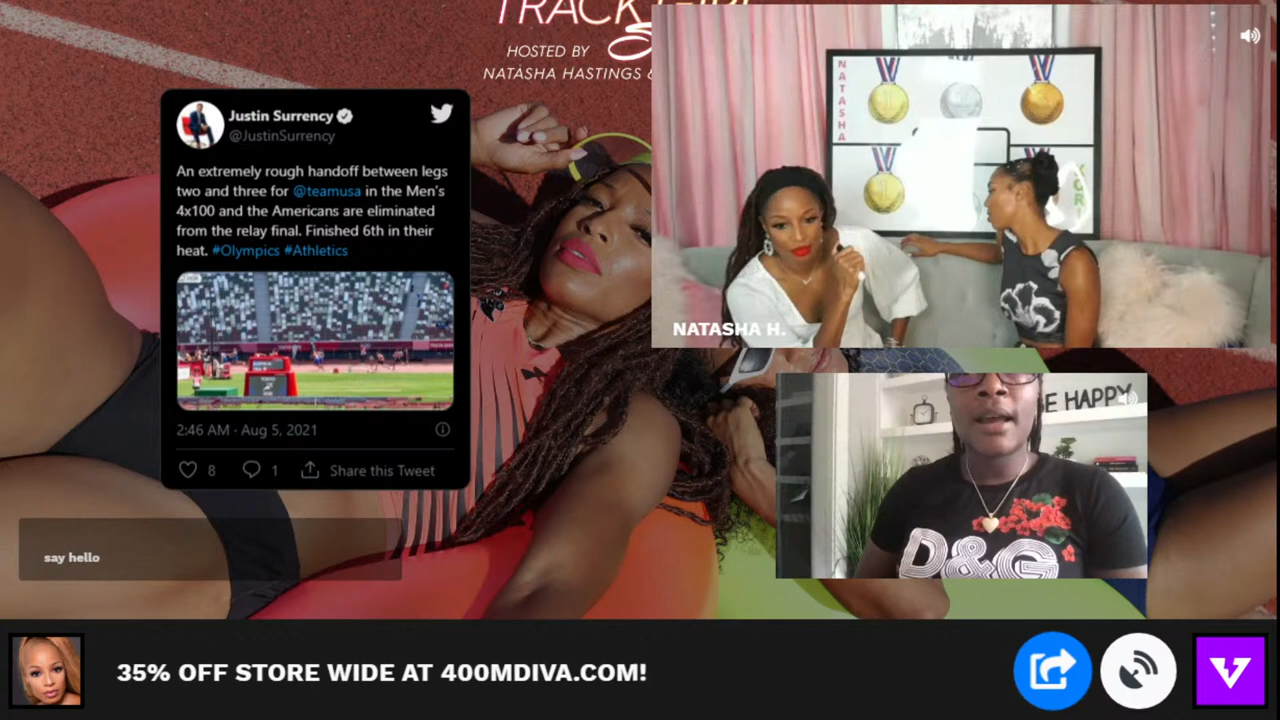 TRACK GIRL
HOSTED BY
NATASHA HASTINGS &
Justin Surrency
@JustinSurrency
An extremely rough handoff between legs
two and three for @teamusa in the Men's
4x100 and the Americans are eliminated
from the relay final. Finished 6th in their
heat. #Olympics #Athletics
2:46 AM · Aug 5, 2021
8 1 Share this Tweet
NATASHA
NATASHA H.
BE HAPPY
D&G
say hello
35% OFF STORE WIDE AT 400MDIVA.COM!